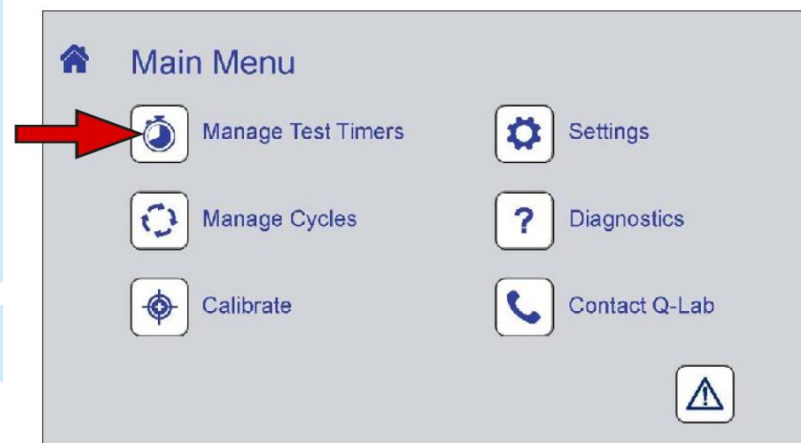 Main Menu
Manage Test Timers
Settings
Manage Cycles
?
Diagnostics
Calibrate
Contact Q-Lab